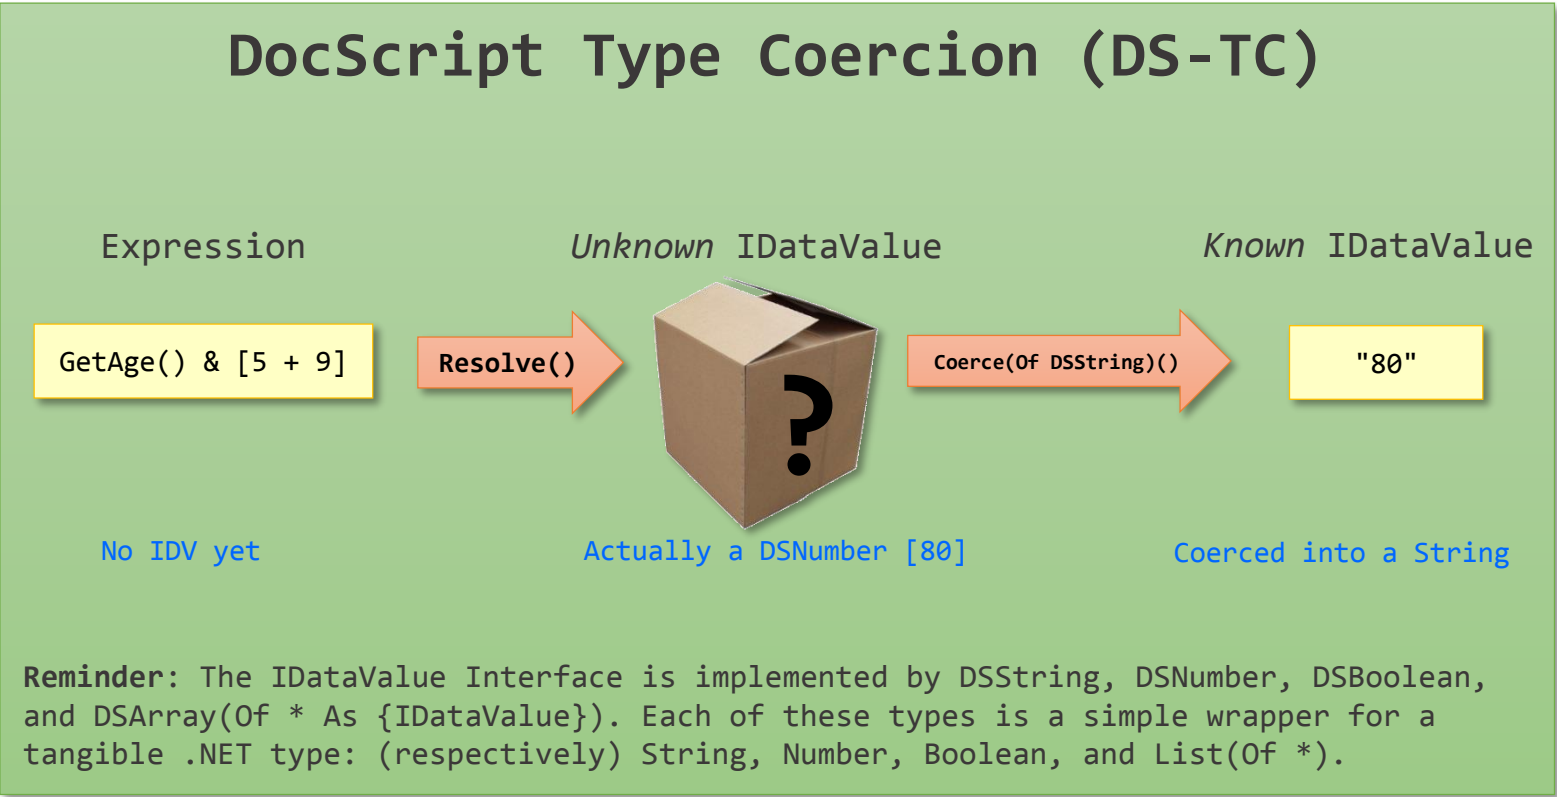 DocScript Type Coercion (DS-TC)
Expression
Unknown IDataValue
Known IDataValue
GetAge() & [5 + 9]
Resolve()
?
Coerce(Of DSString)()
"80"
No IDV yet
Actually a DSNumber [80]
Coerced into a String
Reminder: The IDataValue Interface is implemented by DSString, DSNumber, DSBoolean,
and DSArray(Of * As {IDataValue}). Each of these types is a simple wrapper for a
tangible .NET type: (respectively) String, Number, Boolean, and List(Of *).